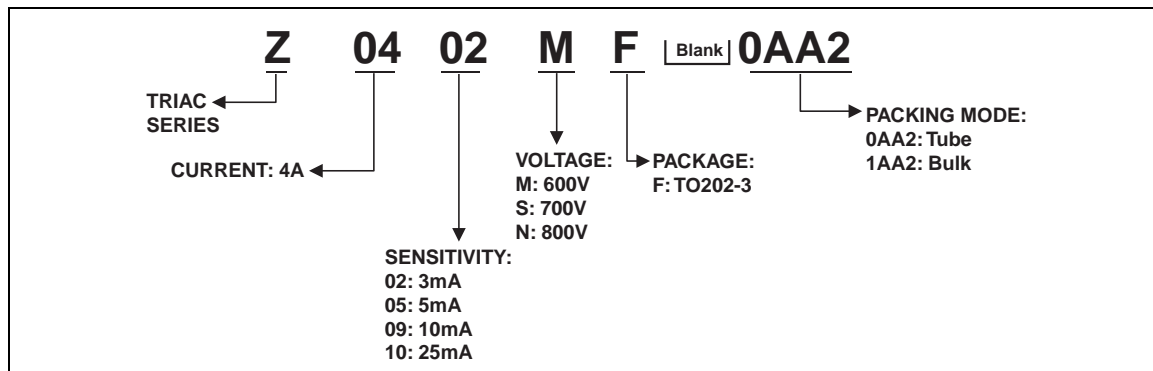 Z 04 02 M F Blank 0AA2
TRIAC
SERIES
CURRENT: 4A
SENSITIVITY:
02: 3mA
05: 5mA
09: 10mA
10: 25mA
VOLTAGE:
M: 600V
S: 700V
N: 800V
PACKAGE:
F: TO202-3
PACKING MODE:
0AA2: Tube
1AA2: Bulk